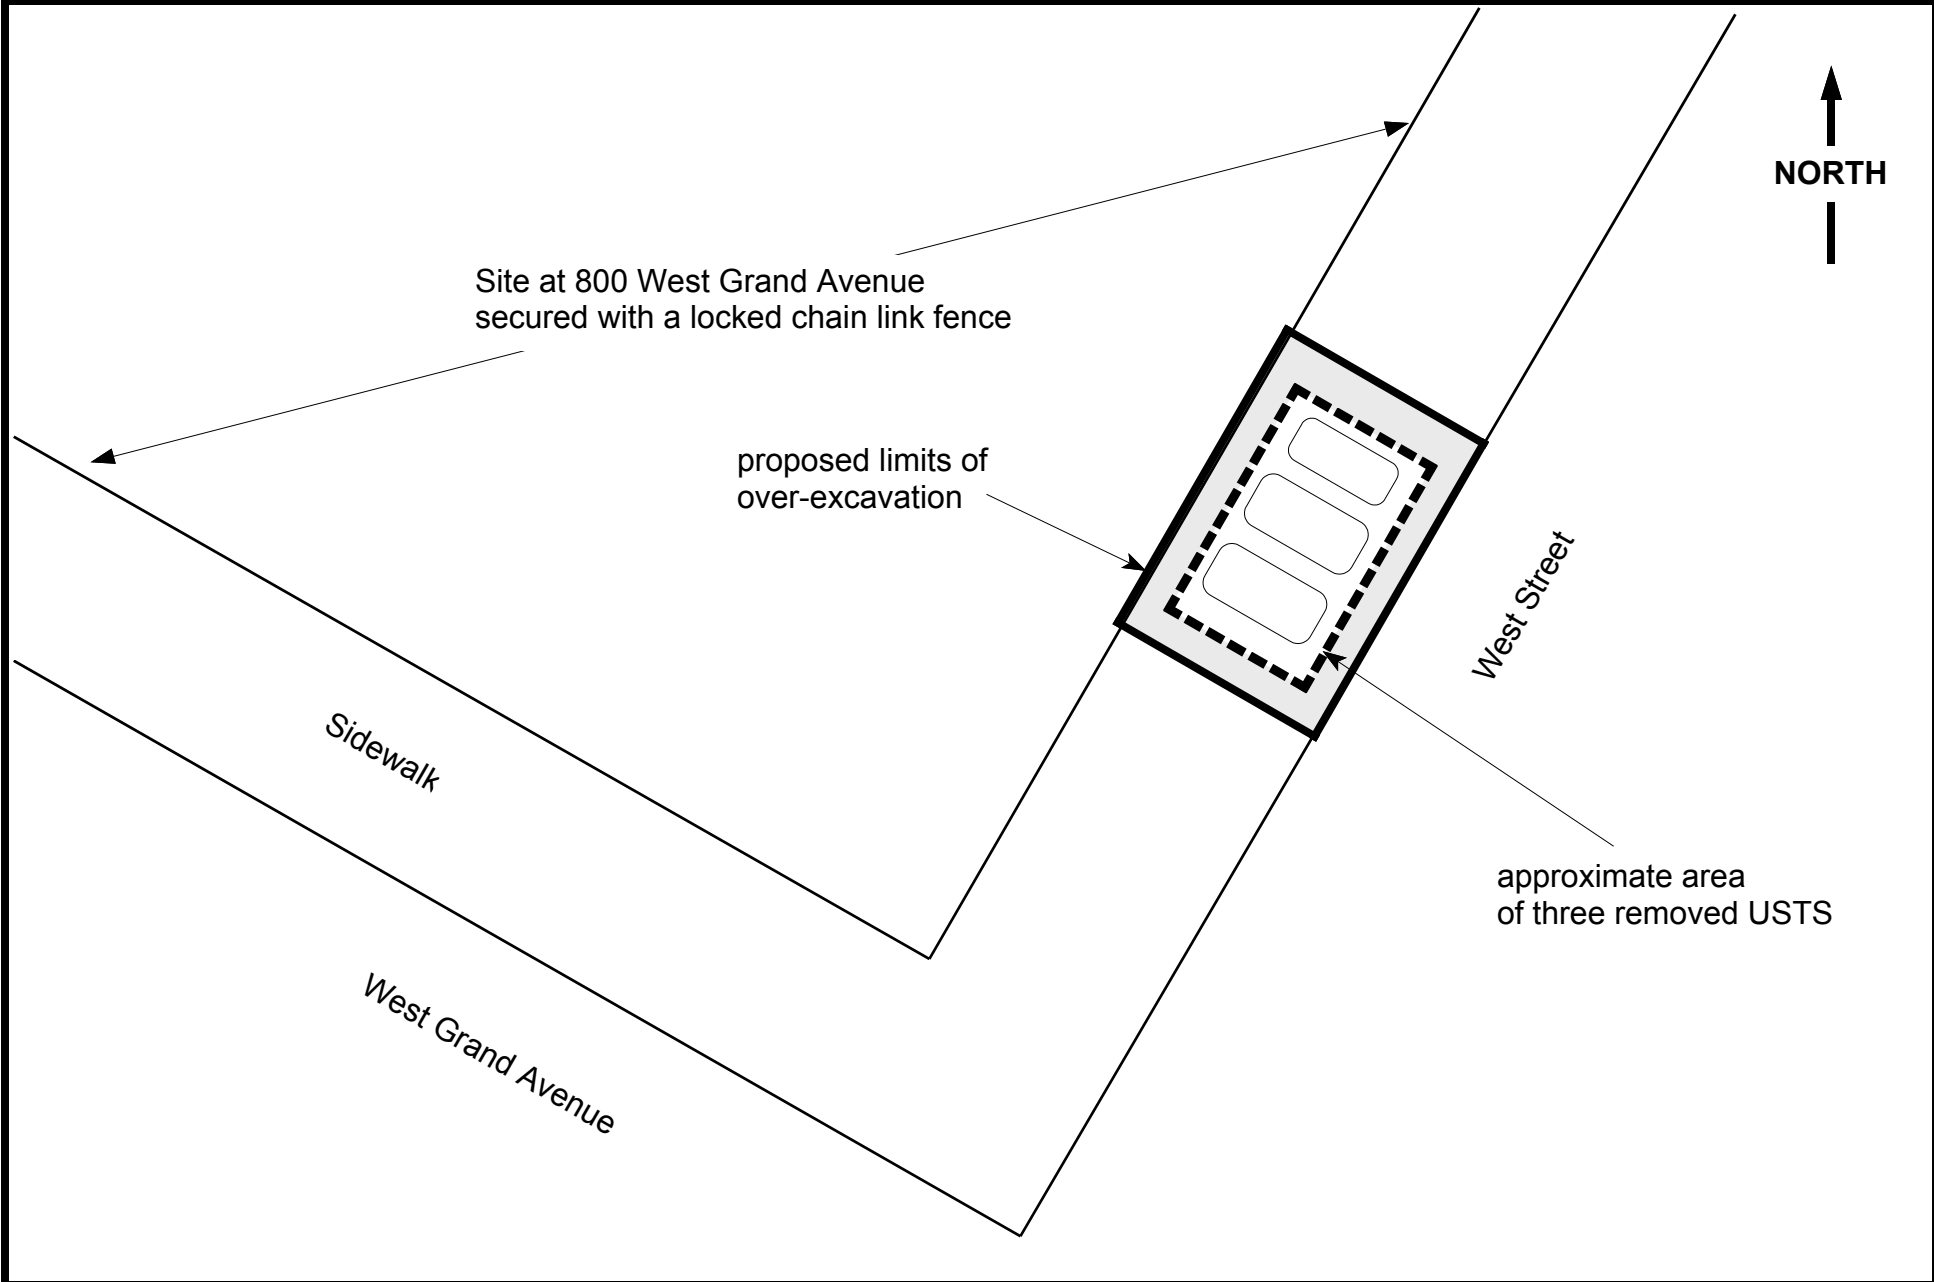 NORTH
Site at 800 West Grand Avenue
secured with a locked chain link fence
proposed limits of
over-excavation
West Street
Sidewalk
approximate area
of three removed USTS
West Grand Avenue